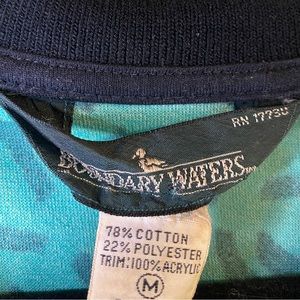 RN 17730
BOUNDARY WATERS
78% COTTON
22% POLYESTER
TRIM:100% ACRYLIC
M